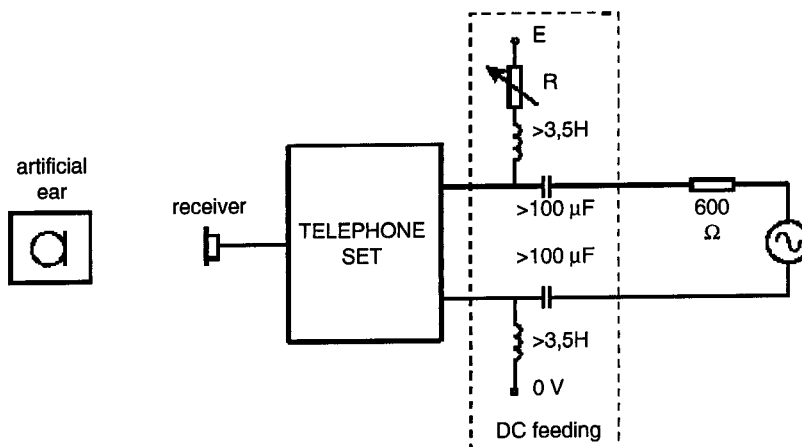 E
R
>3,5H
artificial
ear
receiver
TELEPHONE
SET
>100 µF
600
Ω
>100 µF
>3,5H
0 V
DC feeding